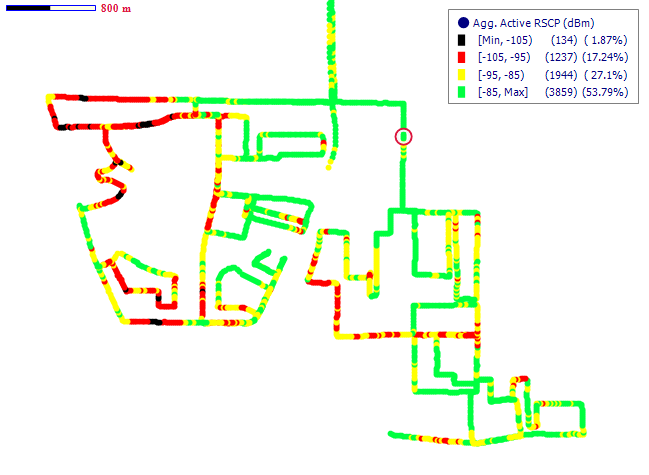 800 m
Agg. Active RSCP (dBm)
[Min, -105) (134) ( 1.87%)
[-105, -95) (1237) (17.24%)
[-95, -85) (1944) ( 27.1%)
[-85, Max] (3859) (53.79%)